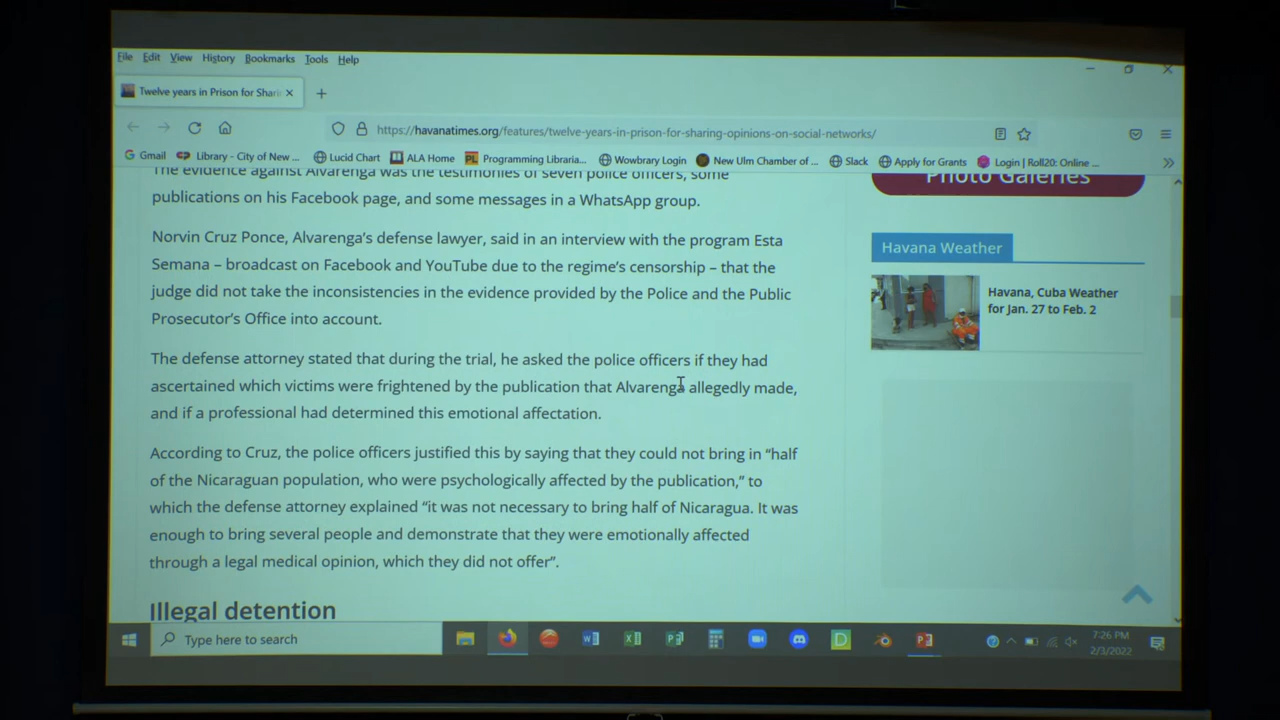 File Edit View History Bookmarks Tools Help
Twelve years in Prison for Shari
https://havanatimes.org/features/twelve-years-in-prison-for-sharing-opinions-on-social-networks/
Gmail Library - City of New ... Lucid Chart ALA Home Programming Libraria... Wowbrary Login New Ulm Chamber of ... Slack Apply for Grants Login | Roll20: Online ...
The evidence against Alvarenga was the testimonies of seven police officers, some
publications on his Facebook page, and some messages in a WhatsApp group.
Norvin Cruz Ponce, Alvarenga’s defense lawyer, said in an interview with the program Esta
Semana – broadcast on Facebook and YouTube due to the regime’s censorship – that the
judge did not take the inconsistencies in the evidence provided by the Police and the Public
Prosecutor’s Office into account.
The defense attorney stated that during the trial, he asked the police officers if they had
ascertained which victims were frightened by the publication that Alvarenga allegedly made,
and if a professional had determined this emotional affectation.
According to Cruz, the police officers justified this by saying that they could not bring in “half
of the Nicaraguan population, who were psychologically affected by the publication,” to
which the defense attorney explained “it was not necessary to bring half of Nicaragua. It was
enough to bring several people and demonstrate that they were emotionally affected
through a legal medical opinion, which they did not offer”.
Illegal detention
Photo Galleries
Havana Weather
Havana, Cuba Weather
for Jan. 27 to Feb. 2
Type here to search
7:26 PM
2/3/2022